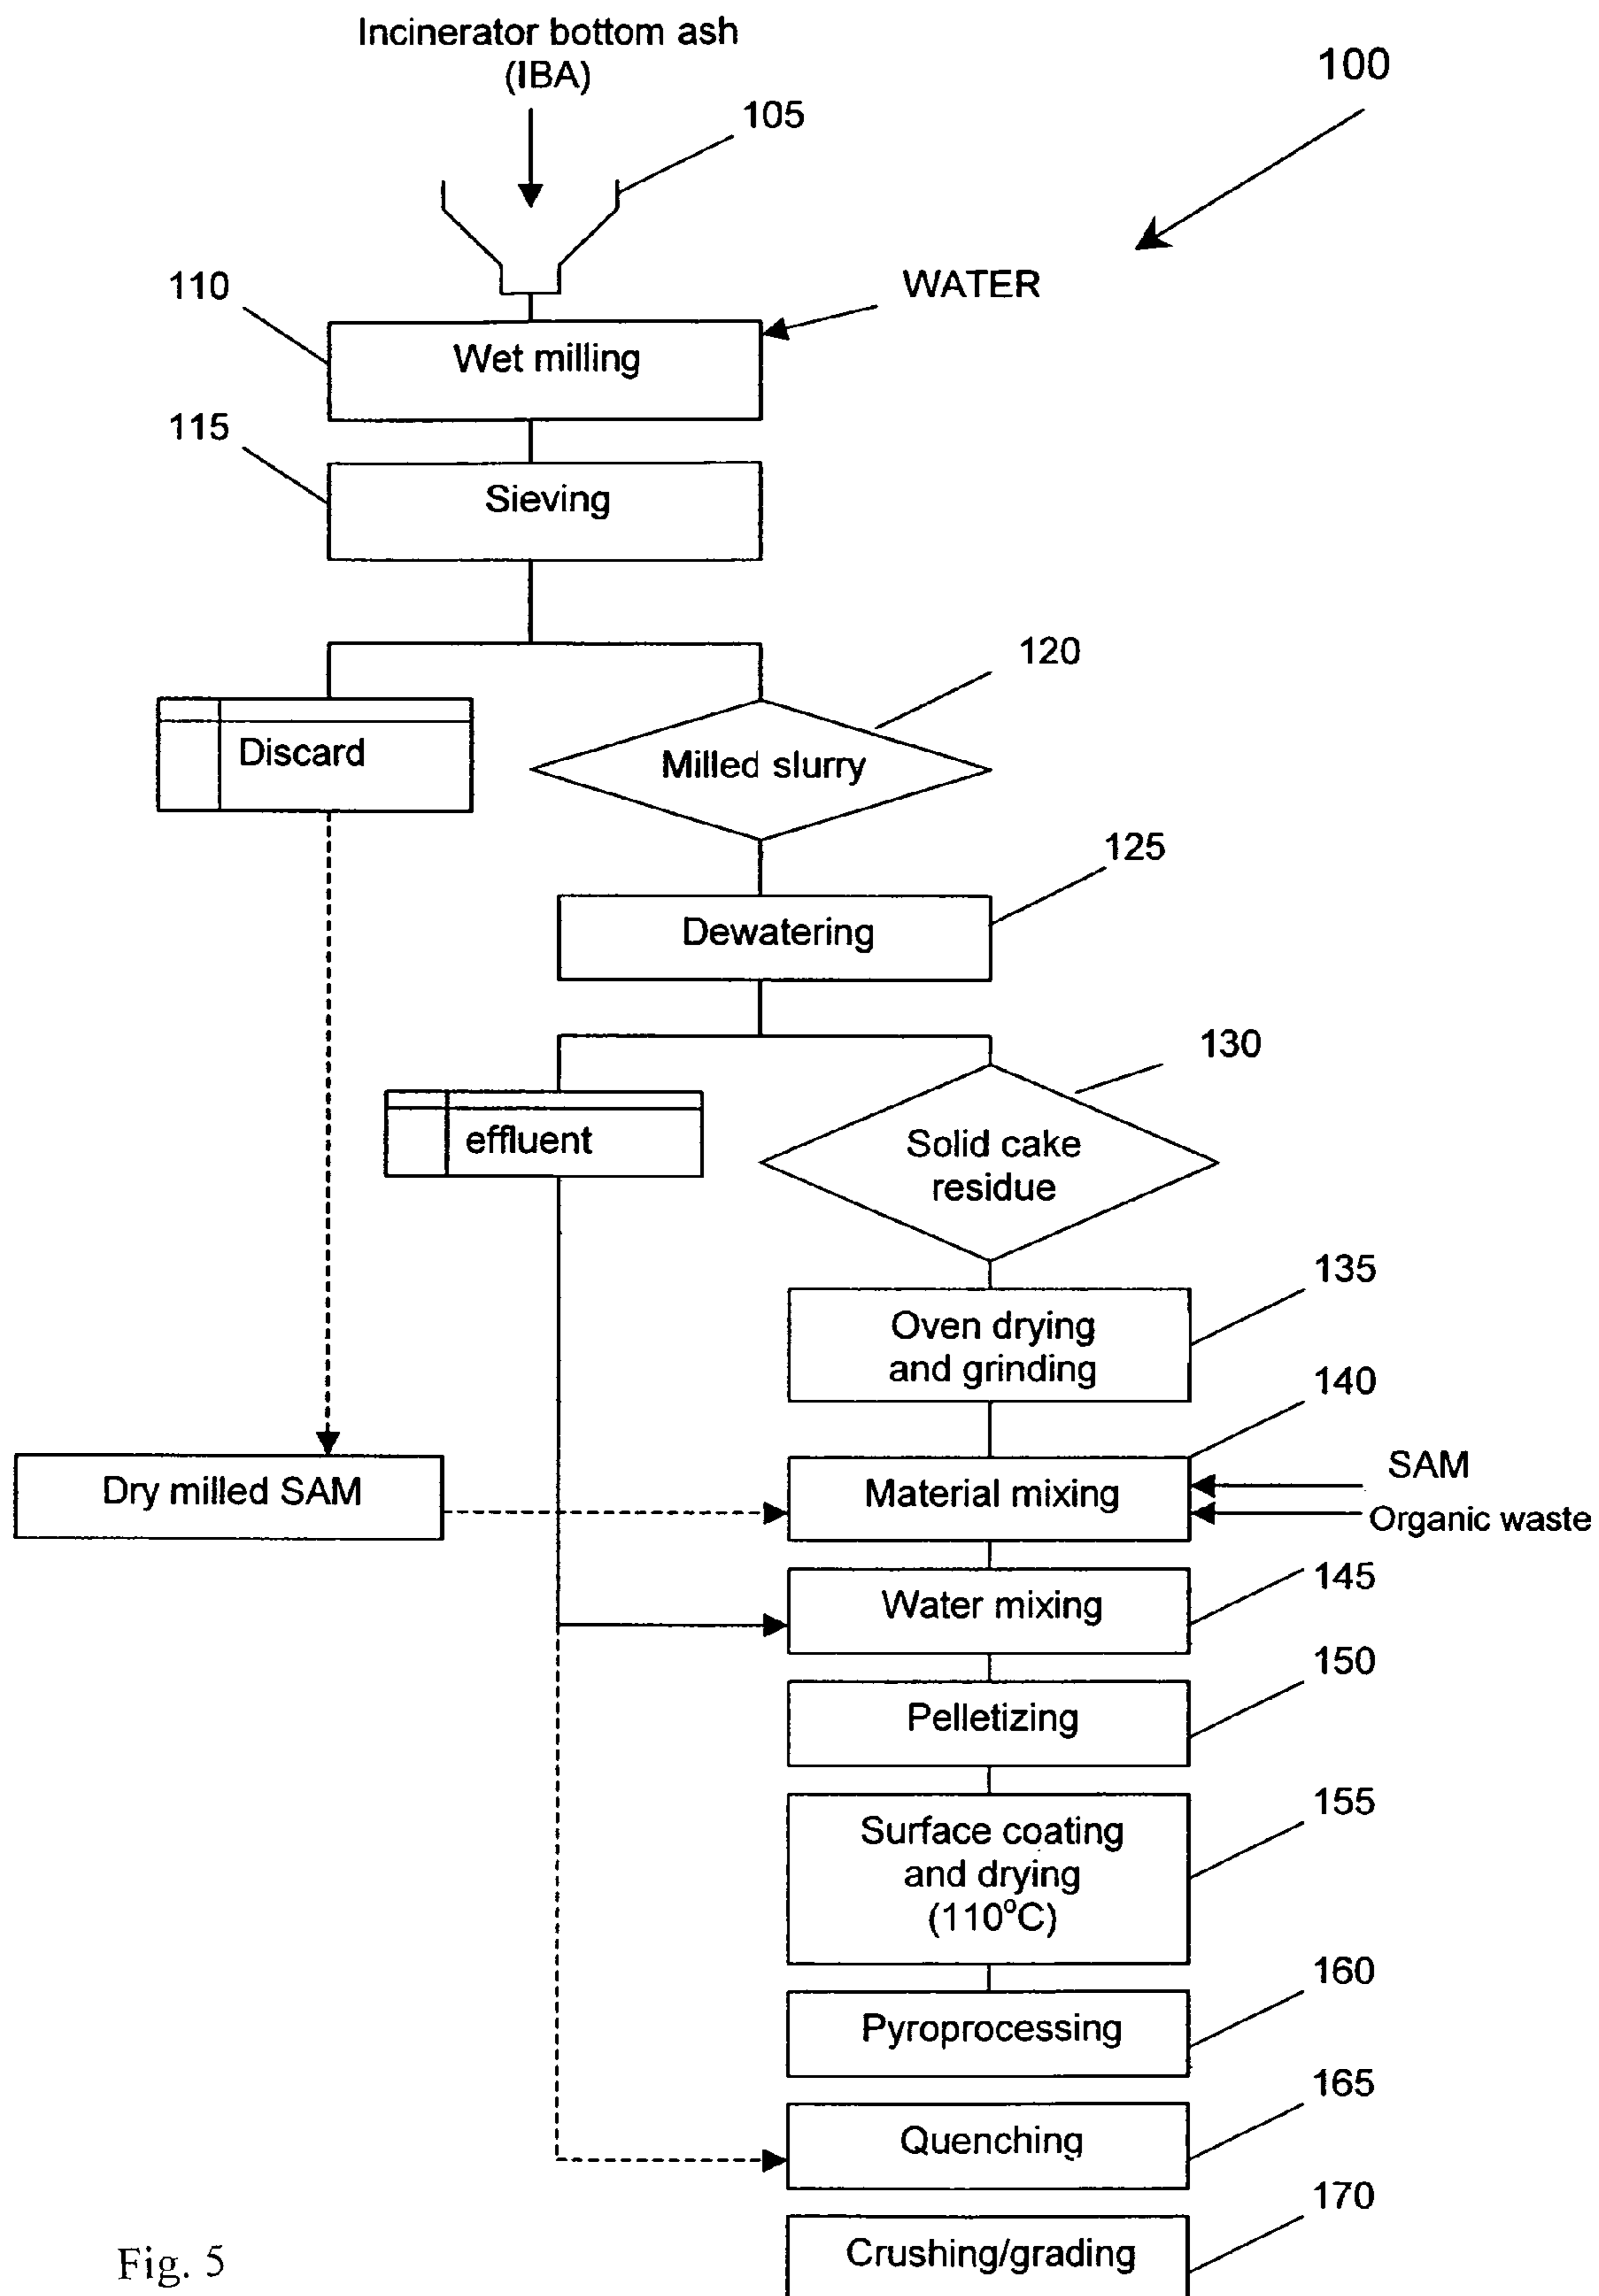 Incinerator bottom ash
(IBA)
100
105
WATER
110
Wet milling
115
Sieving
120
Discard
Milled slurry
125
Dewatering
130
effluent
Solid cake
residue
135
Oven drying
and grinding
140
SAM
Dry milled SAM
Material mixing
Organic waste
145
Water mixing
150
Pelletizing
155
Surface coating
and drying
(110°C)
160
Pyroprocessing
165
Quenching
170
Crushing/grading
Fig. 5